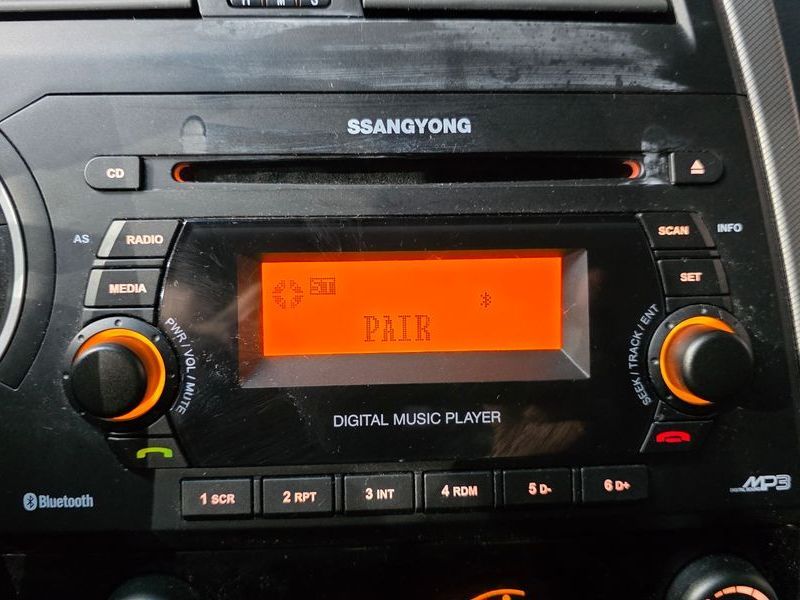 SSANGYONG
CD
AS
RADIO
SCAN
INFO
MEDIA
SET
ST
PAIR
PWR / VOL / MUTE
SEEK / TRACK / ENT
DIGITAL MUSIC PLAYER
Bluetooth
1 SCR
2 RPT
3 INT
4 RDM
5 D-
6 D+
MP3